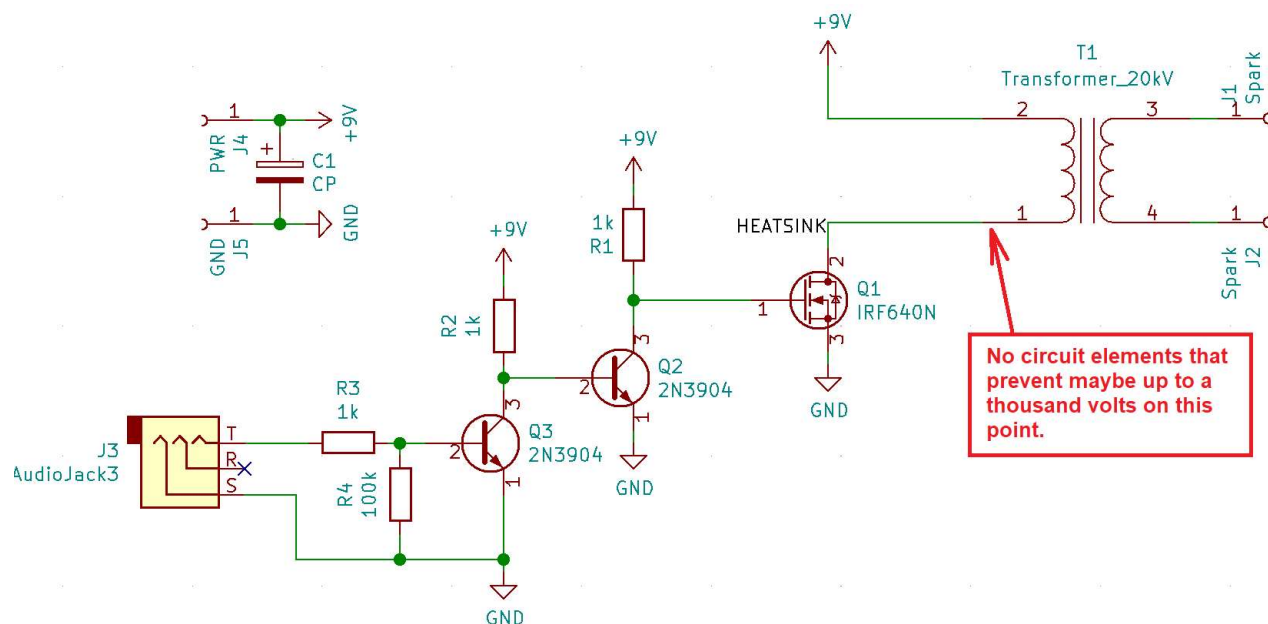 +9V
T1
Transformer_20kV
J1
Spark
2
3
1
1
4
1
J2
Spark
1
PWR
J4
+9V
+
C1
CP
1
GND
J5
GND
+9V
1k
R1
HEATSINK
2
Q1
IRF640N
1
3
GND
No circuit elements that
prevent maybe up to a
thousand volts on this
point.
+9V
R2
1k
3
Q2
2N3904
2
1
GND
R3
1k
3
Q3
2N3904
2
1
J3
AudioJack3
T
R
S
R4
100k
GND